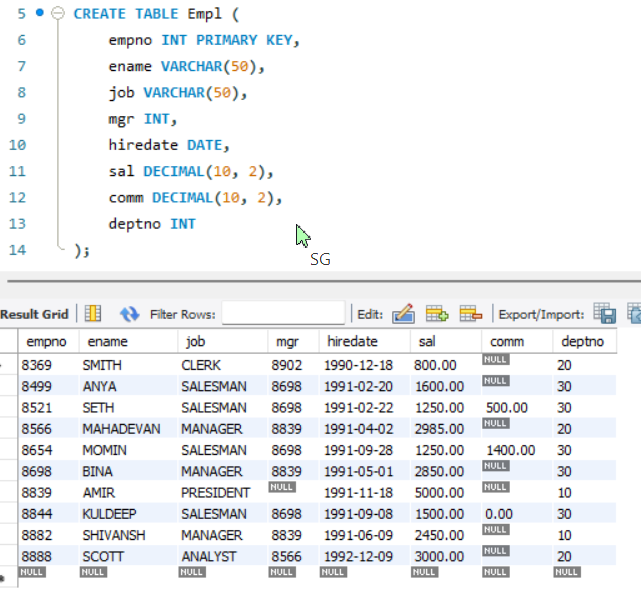 5 CREATE TABLE Empl (
6 empno INT PRIMARY KEY,
7 ename VARCHAR(50),
8 job VARCHAR(50),
9 mgr INT,
10 hiredate DATE,
11 sal DECIMAL(10, 2),
12 comm DECIMAL(10, 2),
13 deptno INT
14 );
SG
Result Grid Filter Rows: Edit: Export/Import:
empno ename job mgr hiredate sal comm deptno
8369 SMITH CLERK 8902 1990-12-18 800.00 NULL 20
8499 ANYA SALESMAN 8698 1991-02-20 1600.00 NULL 30
8521 SETH SALESMAN 8698 1991-02-22 1250.00 500.00 30
8566 MAHADEVAN MANAGER 8839 1991-04-02 2985.00 NULL 20
8654 MOMIN SALESMAN 8698 1991-09-28 1250.00 1400.00 30
8698 BINA MANAGER 8839 1991-05-01 2850.00 NULL 30
8839 AMIR PRESIDENT NULL 1991-11-18 5000.00 NULL 10
8844 KULDEEP SALESMAN 8698 1991-09-08 1500.00 0.00 30
8882 SHIVANSH MANAGER 8839 1991-06-09 2450.00 NULL 10
8888 SCOTT ANALYST 8566 1992-12-09 3000.00 NULL 20
NULL NULL NULL NULL NULL NULL NULL NULL